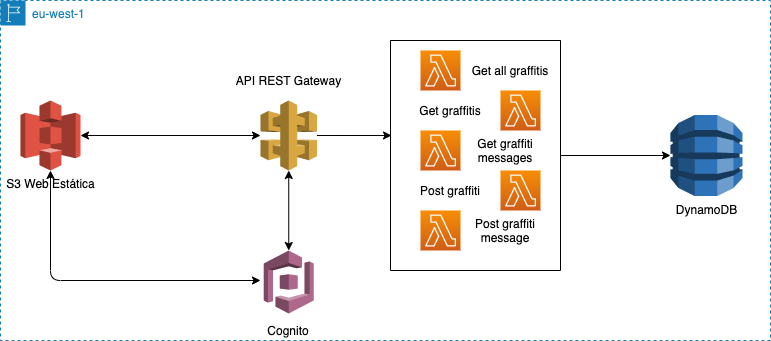 eu-west-1
API REST Gateway
S3 Web Estática
Cognito
Get all graffitis
Get graffitis
Get graffiti
messages
Post graffiti
Post graffiti
message
DynamoDB